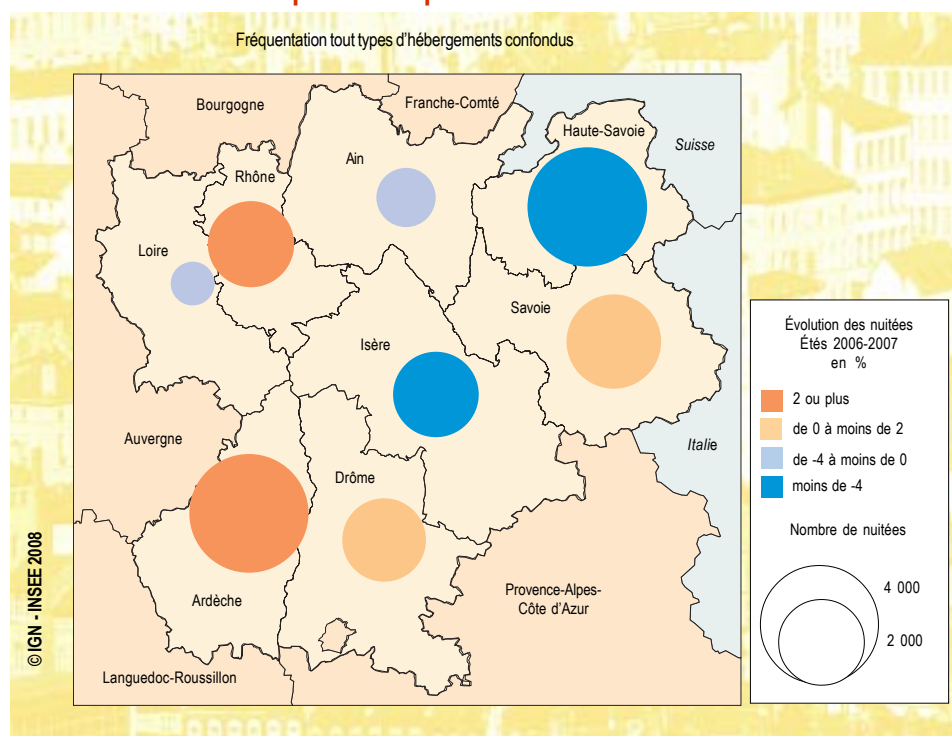 Fréquentation tout types d'hébergements confondus
Bourgogne
Franche-Comté
Haute-Savoie
Suisse
Ain
Rhône
Loire
Savoie
Isère
Auvergne
Italie
Drôme
Ardèche
Provence-Alpes-
Côte d'Azur
Languedoc-Roussillon
© IGN - INSEE 2008
Évolution des nuitées
Étés 2006-2007
en %
2 ou plus
de 0 à moins de 2
de -4 à moins de 0
moins de -4
Nombre de nuitées
4 000
2 000